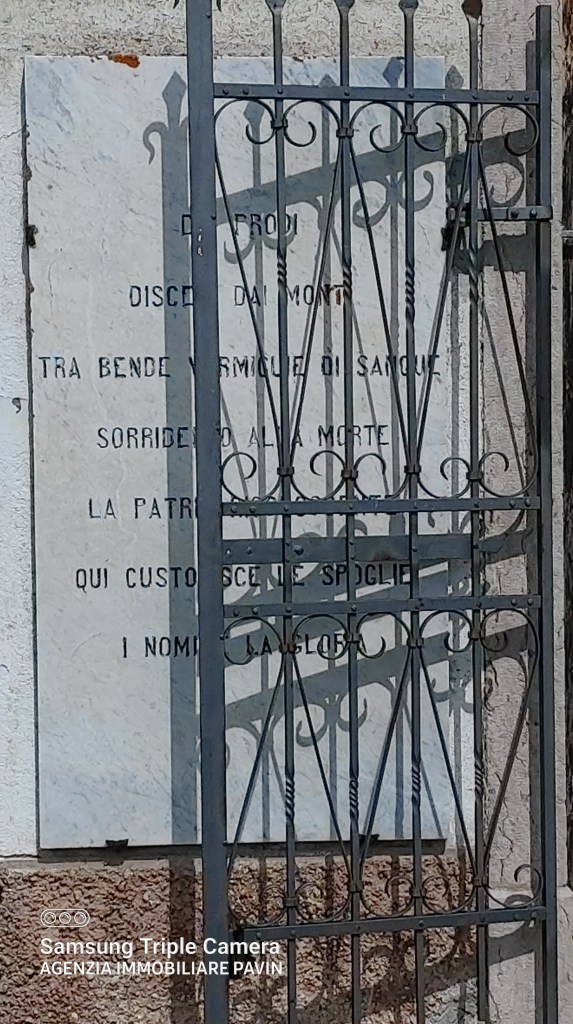 PRODI
DISCESI DAI MONTI
TRA BENDE VERMIGLIE DI SANGUE
SORRIDENDO ALLA MORTE
LA PATRIA
QUI CUSTODISCE LE SPOGLIE
I NOMI E LA GLORIA
Samsung Triple Camera
AGENZIA IMMOBILIARE PAVIN